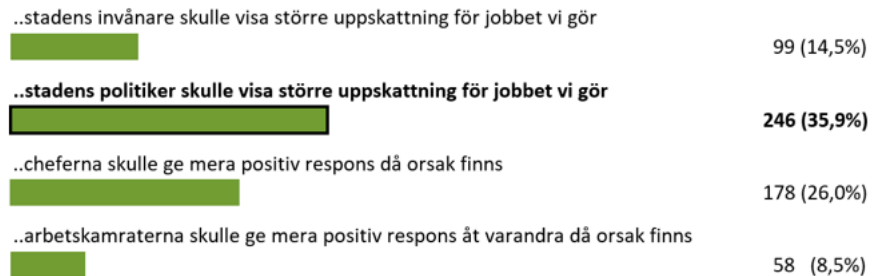 ..stadens invånare skulle visa större uppskattning för jobbet vi gör
99 (14,5%)
..stadens politiker skulle visa större uppskattning för jobbet vi gör
246 (35,9%)
..cheferna skulle ge mera positiv respons då orsak finns
178 (26,0%)
..arbetskamraterna skulle ge mera positiv respons åt varandra då orsak finns
58 (8,5%)